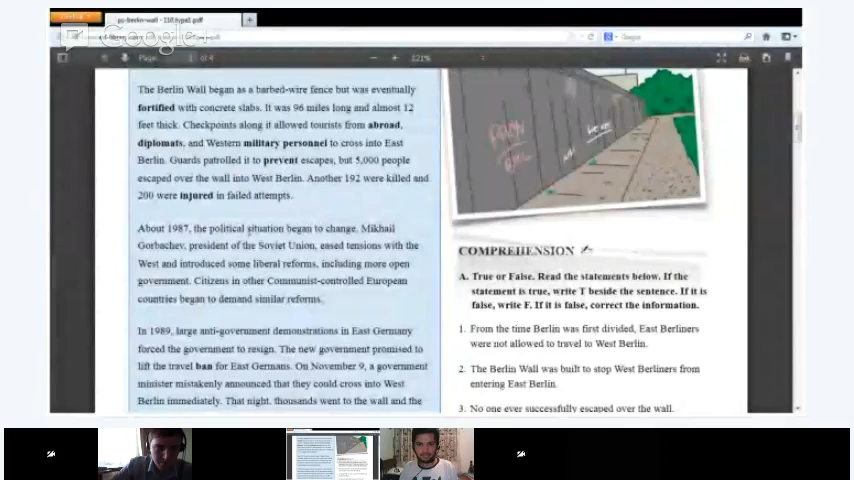 ps-berlin-wall - 110.type1.pdf
Google+
Google
Page:
1 of 4
121%
The Berlin Wall began as a barbed-wire fence but was eventually
fortified with concrete slabs. It was 96 miles long and almost 12
feet thick. Checkpoints along it allowed tourists from abroad,
diplomats, and Western military personnel to cross into East
Berlin. Guards patrolled it to prevent escapes, but 5,000 people
escaped over the wall into West Berlin. Another 192 were killed and
200 were injured in failed attempts.
About 1987, the political situation began to change. Mikhail
Gorbachev, president of the Soviet Union, eased tensions with the
West and introduced some liberal reforms, including more open
government. Citizens in other Communist-controlled European
countries began to demand similar reforms.
In 1989, large anti-government demonstrations in East Germany
forced the government to resign. The new government promised to
lift the travel ban for East Germans. On November 9, a government
minister mistakenly announced that they could cross into West
Berlin immediately. That night, thousands went to the wall and the
COMPREHENSION
A. True or False. Read the statements below. If the
statement is true, write T beside the sentence. If it is
false, write F. If it is false, correct the information.
1. From the time Berlin was first divided, East Berliners
were not allowed to travel to West Berlin.
2. The Berlin Wall was built to stop West Berliners from
entering East Berlin.
3. No one ever successfully escaped over the wall.